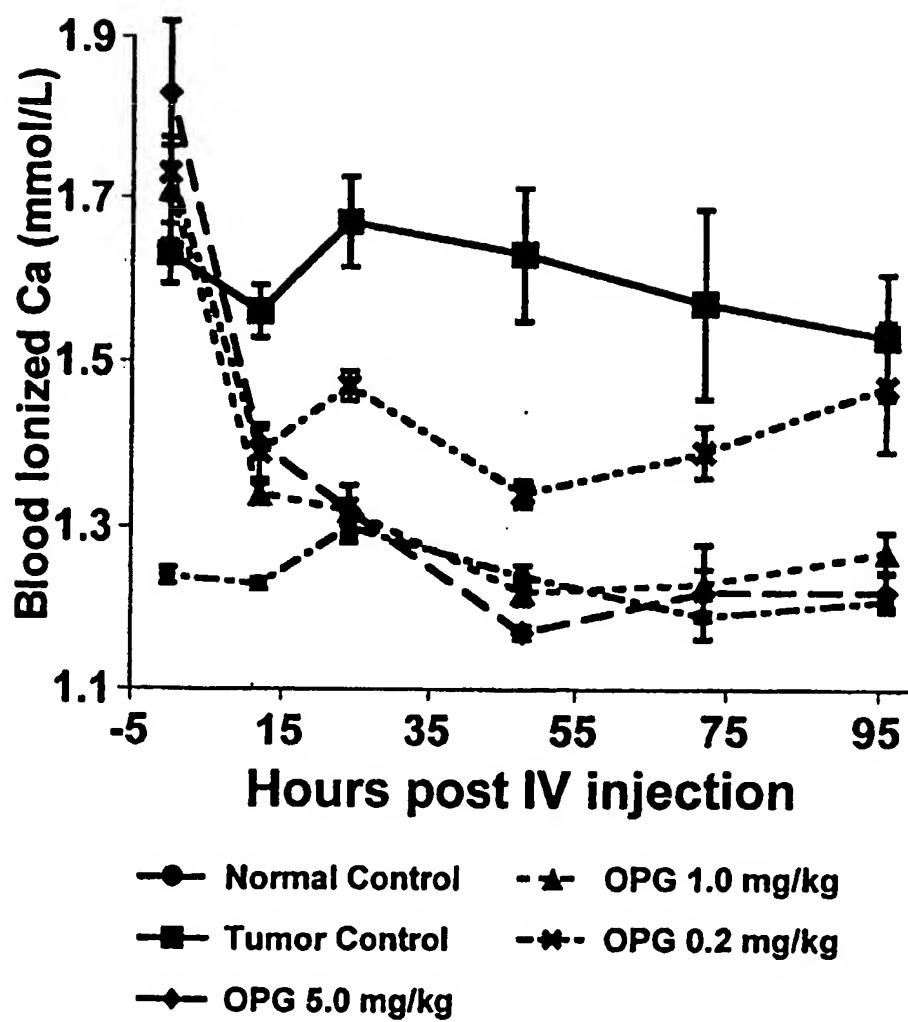 Blood Ionized Ca (mmol/L)
1.9
1.7
1.5
1.3
1.1
-5 15 35 55 75 95
Hours post IV injection
Normal Control
OPG 1.0 mg/kg
Tumor Control
OPG 0.2 mg/kg
OPG 5.0 mg/kg